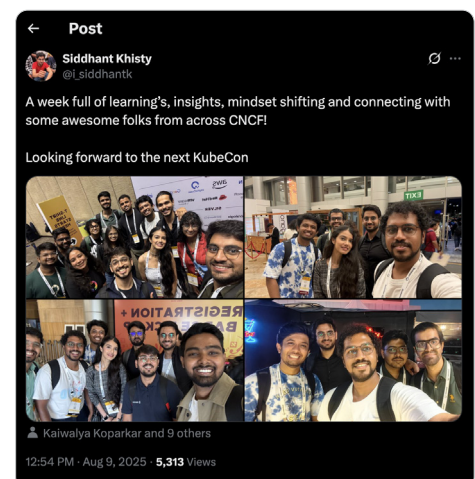 Post
Siddhant Khisty
@i_siddhantk
A week full of learning's, insights, mindset shifting and connecting with
some awesome folks from across CNCF!
Looking forward to the next KubeCon
aws
EXIT
REGISTRATION +
Kaiwalya Koparkar and 9 others
12:54 PM · Aug 9, 2025 · 5,313 Views